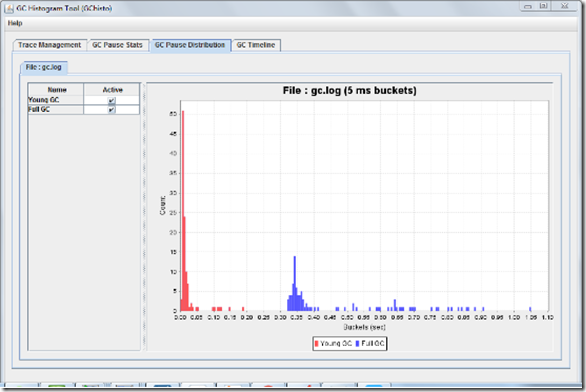 GC Histogram Tool (GChisto)
Help
Trace Management GC Pause Stats GC Pause Distribution GC Timeline
File : gc.log
Name Active
Young GC
Full GC
File : gc.log (5 ms buckets)
Count
50
45
40
35
30
25
20
15
10
5
0
0.00 0.05 0.10 0.15 0.20 0.25 0.30 0.35 0.40 0.45 0.50 0.55 0.60 0.65 0.70 0.75 0.80 0.85 0.90 0.95 1.00 1.05 1.10
Buckets (sec)
Young GC Full GC